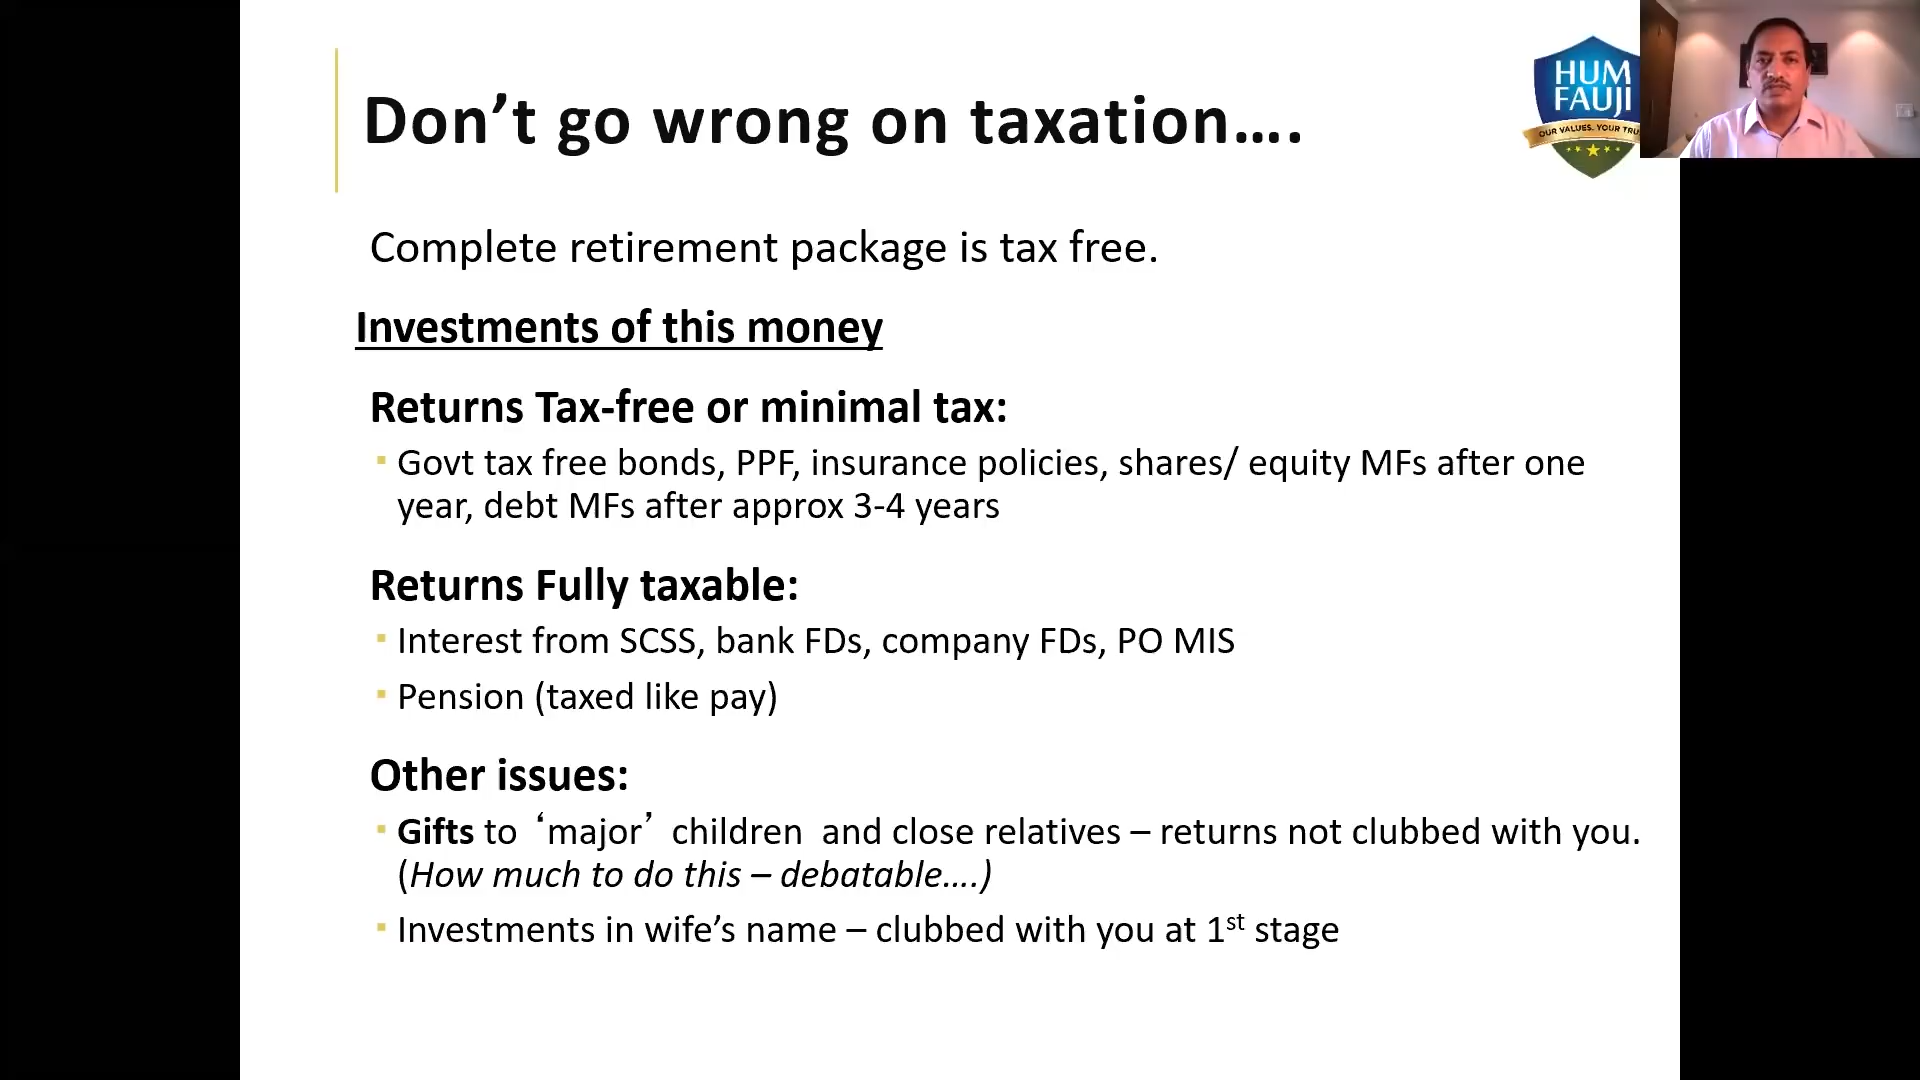 Don’t go wrong on taxation….
HUM
FAUJI
OUR VALUES. YOUR TRU
Complete retirement package is tax free.
Investments of this money
Returns Tax-free or minimal tax:
Govt tax free bonds, PPF, insurance policies, shares/ equity MFs after one
year, debt MFs after approx 3-4 years
Returns Fully taxable:
Interest from SCSS, bank FDs, company FDs, PO MIS
Pension (taxed like pay)
Other issues:
Gifts to ‘major’ children and close relatives – returns not clubbed with you.
(How much to do this – debatable….)
Investments in wife’s name – clubbed with you at 1st stage